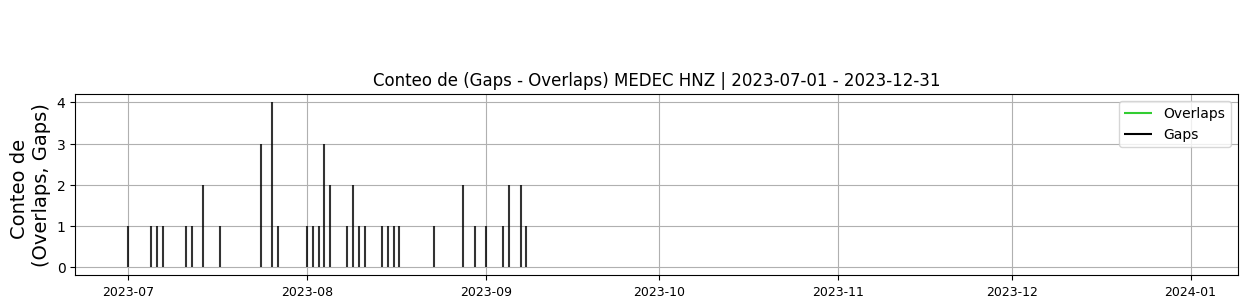 Conteo de (Gaps - Overlaps) MEDEC HNZ | 2023-07-01 - 2023-12-31
Conteo de
(Overlaps, Gaps)
4
3
2
1
0
Overlaps
Gaps
2023-07
2023-08
2023-09
2023-10
2023-11
2023-12
2024-01